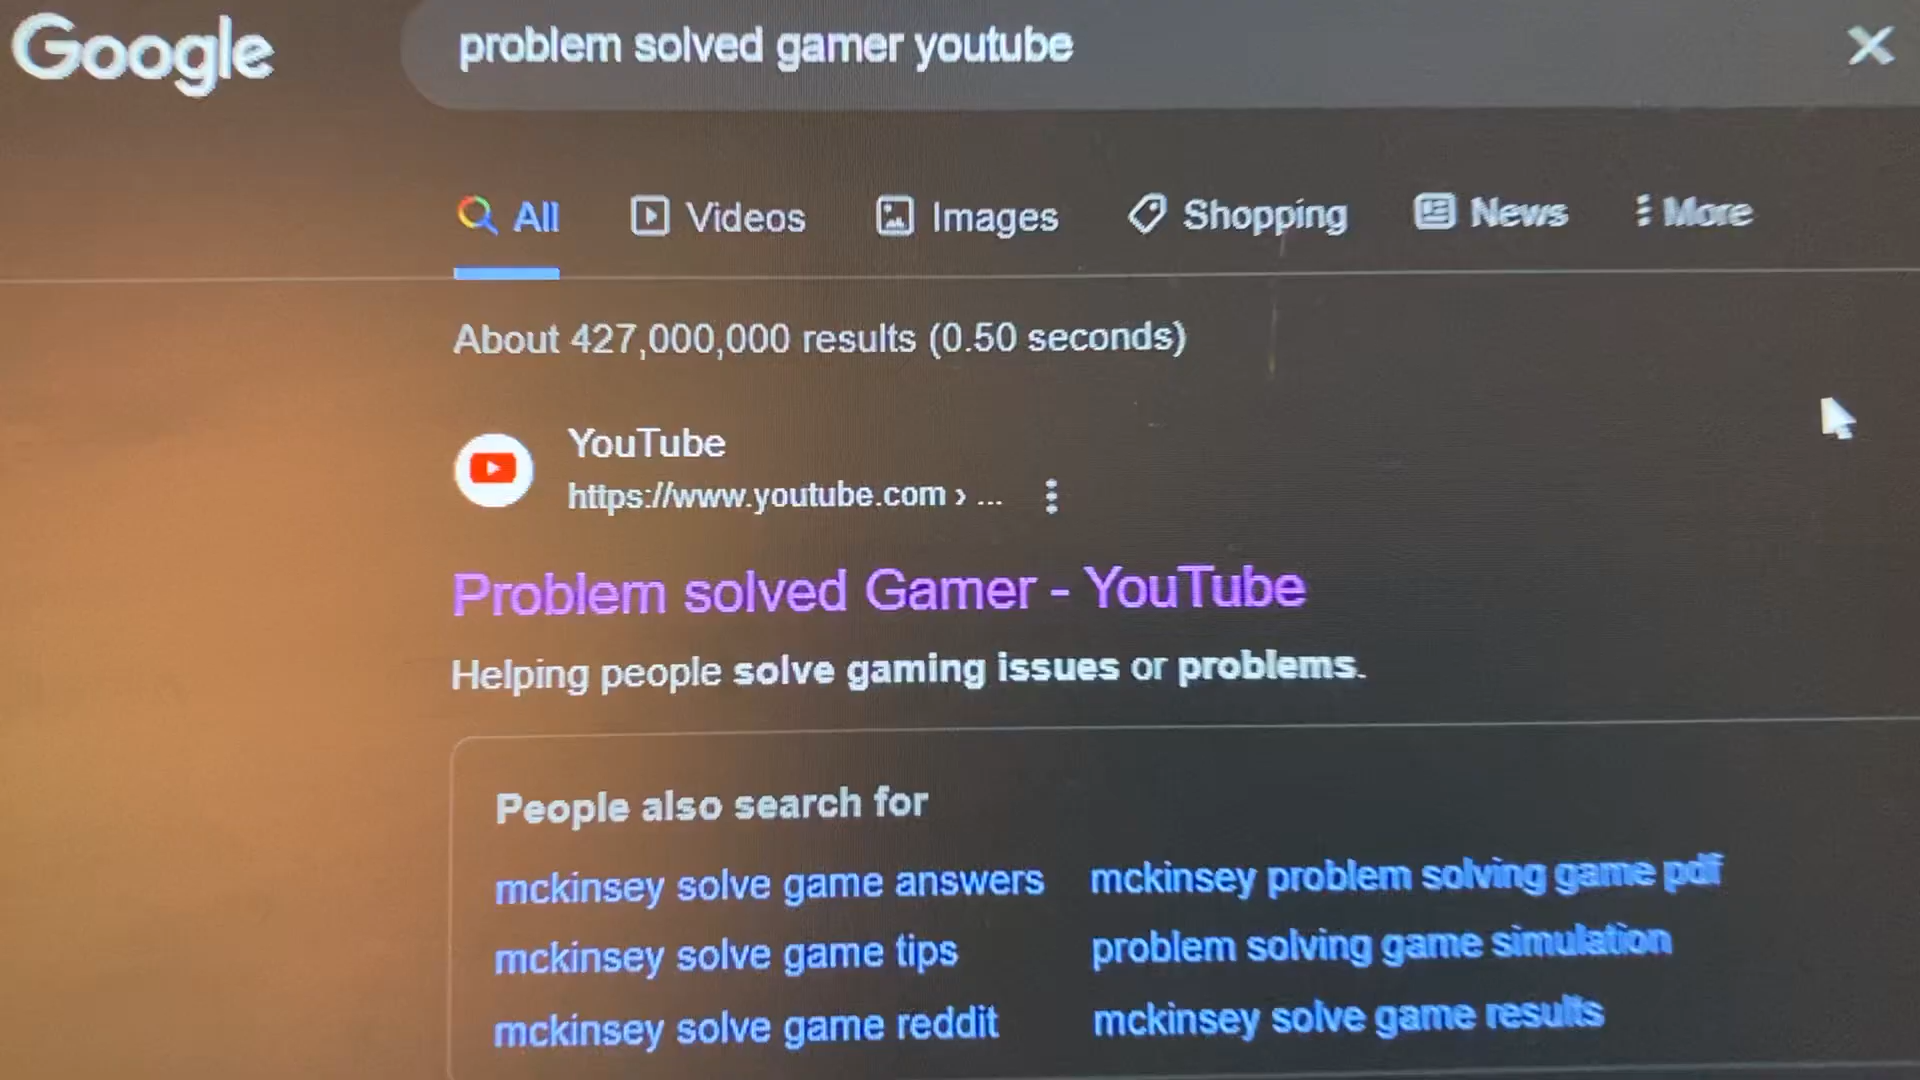 Google
problem solved gamer youtube
All Videos Images Shopping News More
About 427,000,000 results (0.50 seconds)
YouTube
https://www.youtube.com › ...
Problem solved Gamer - YouTube
Helping people solve gaming issues or problems.
People also search for
mckinsey solve game answers mckinsey problem solving game pdf
mckinsey solve game tips problem solving game simulation
mckinsey solve game reddit mckinsey solve game results